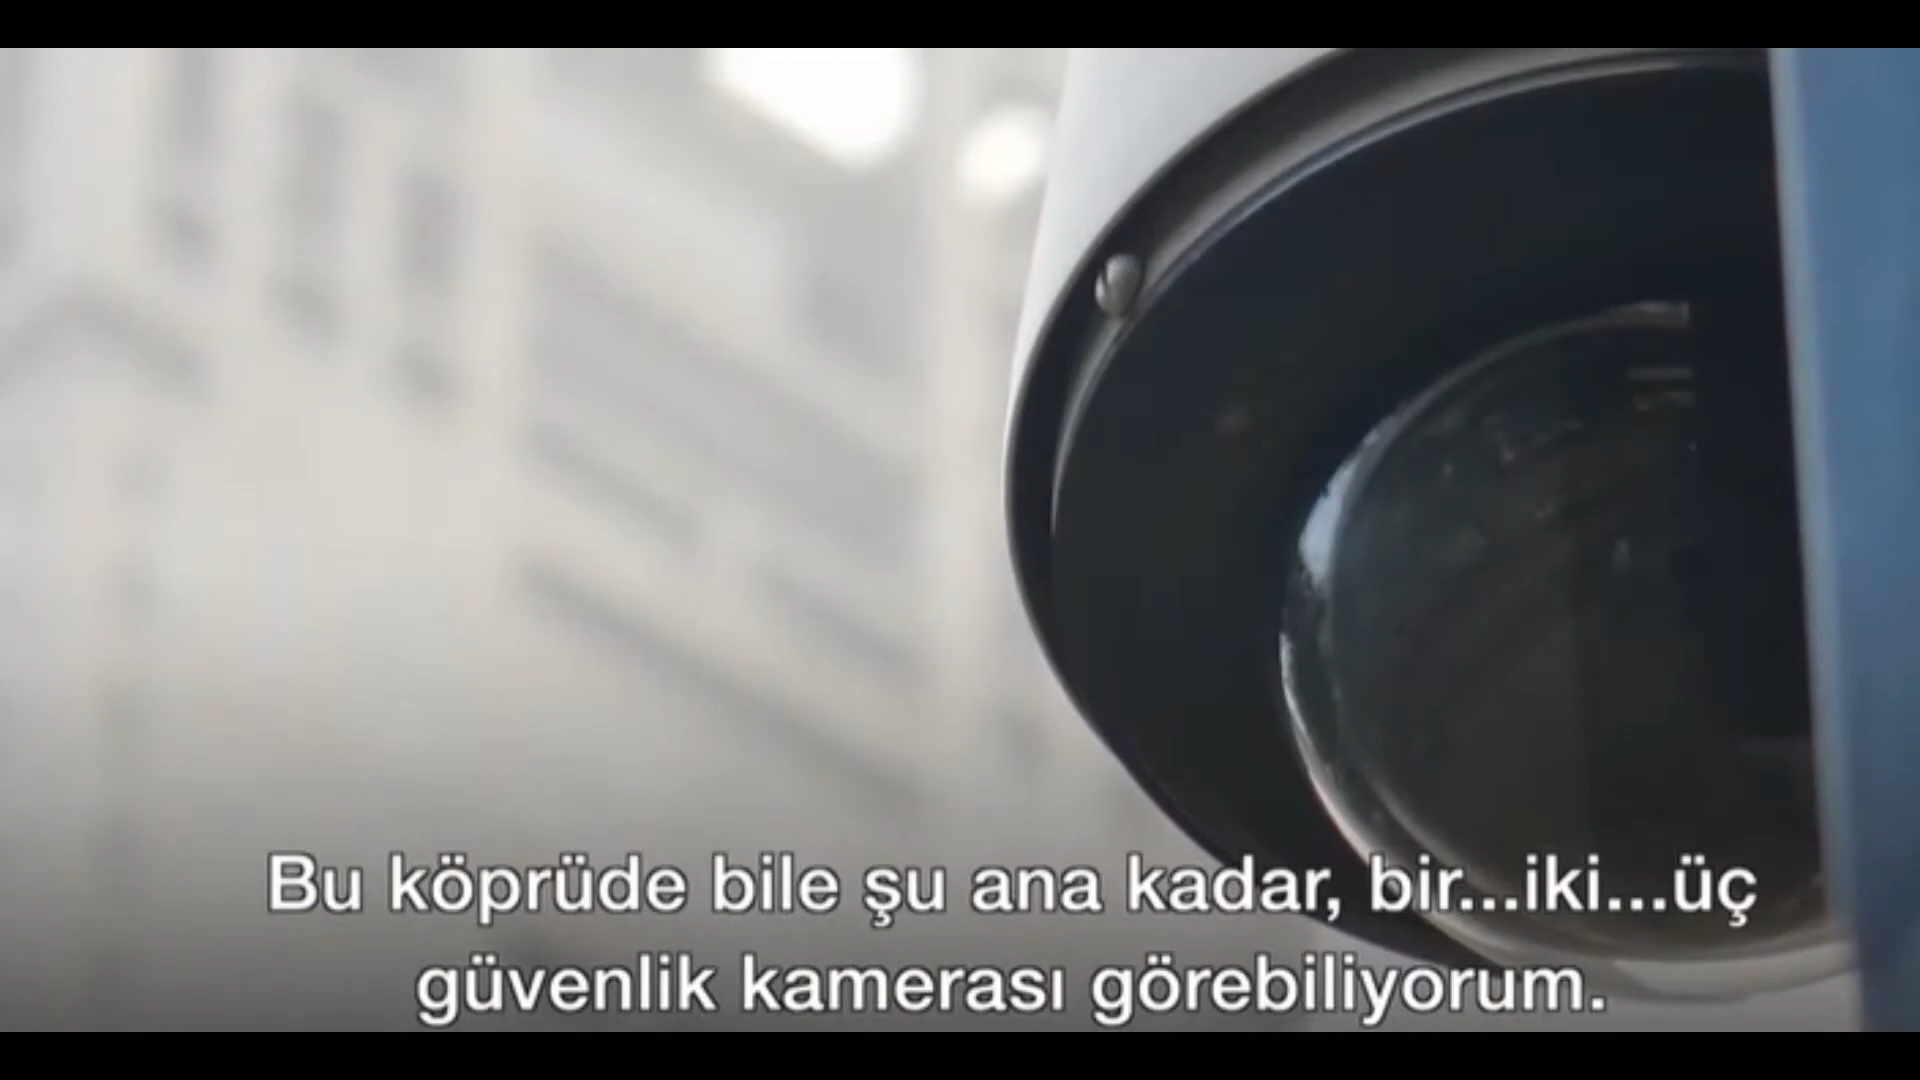 Bu köprüde bile şu ana kadar, bir...iki...üç
güvenlik kamerası görebiliyorum.